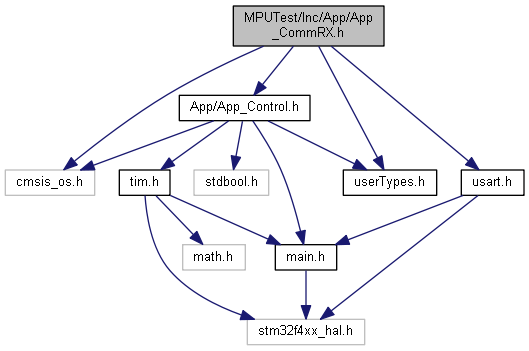 MPUTest/Inc/App/App
_CommRX.h
App/App_Control.h
cmsis_os.h
tim.h
stdbool.h
userTypes.h
usart.h
math.h
main.h
stm32f4xx_hal.h